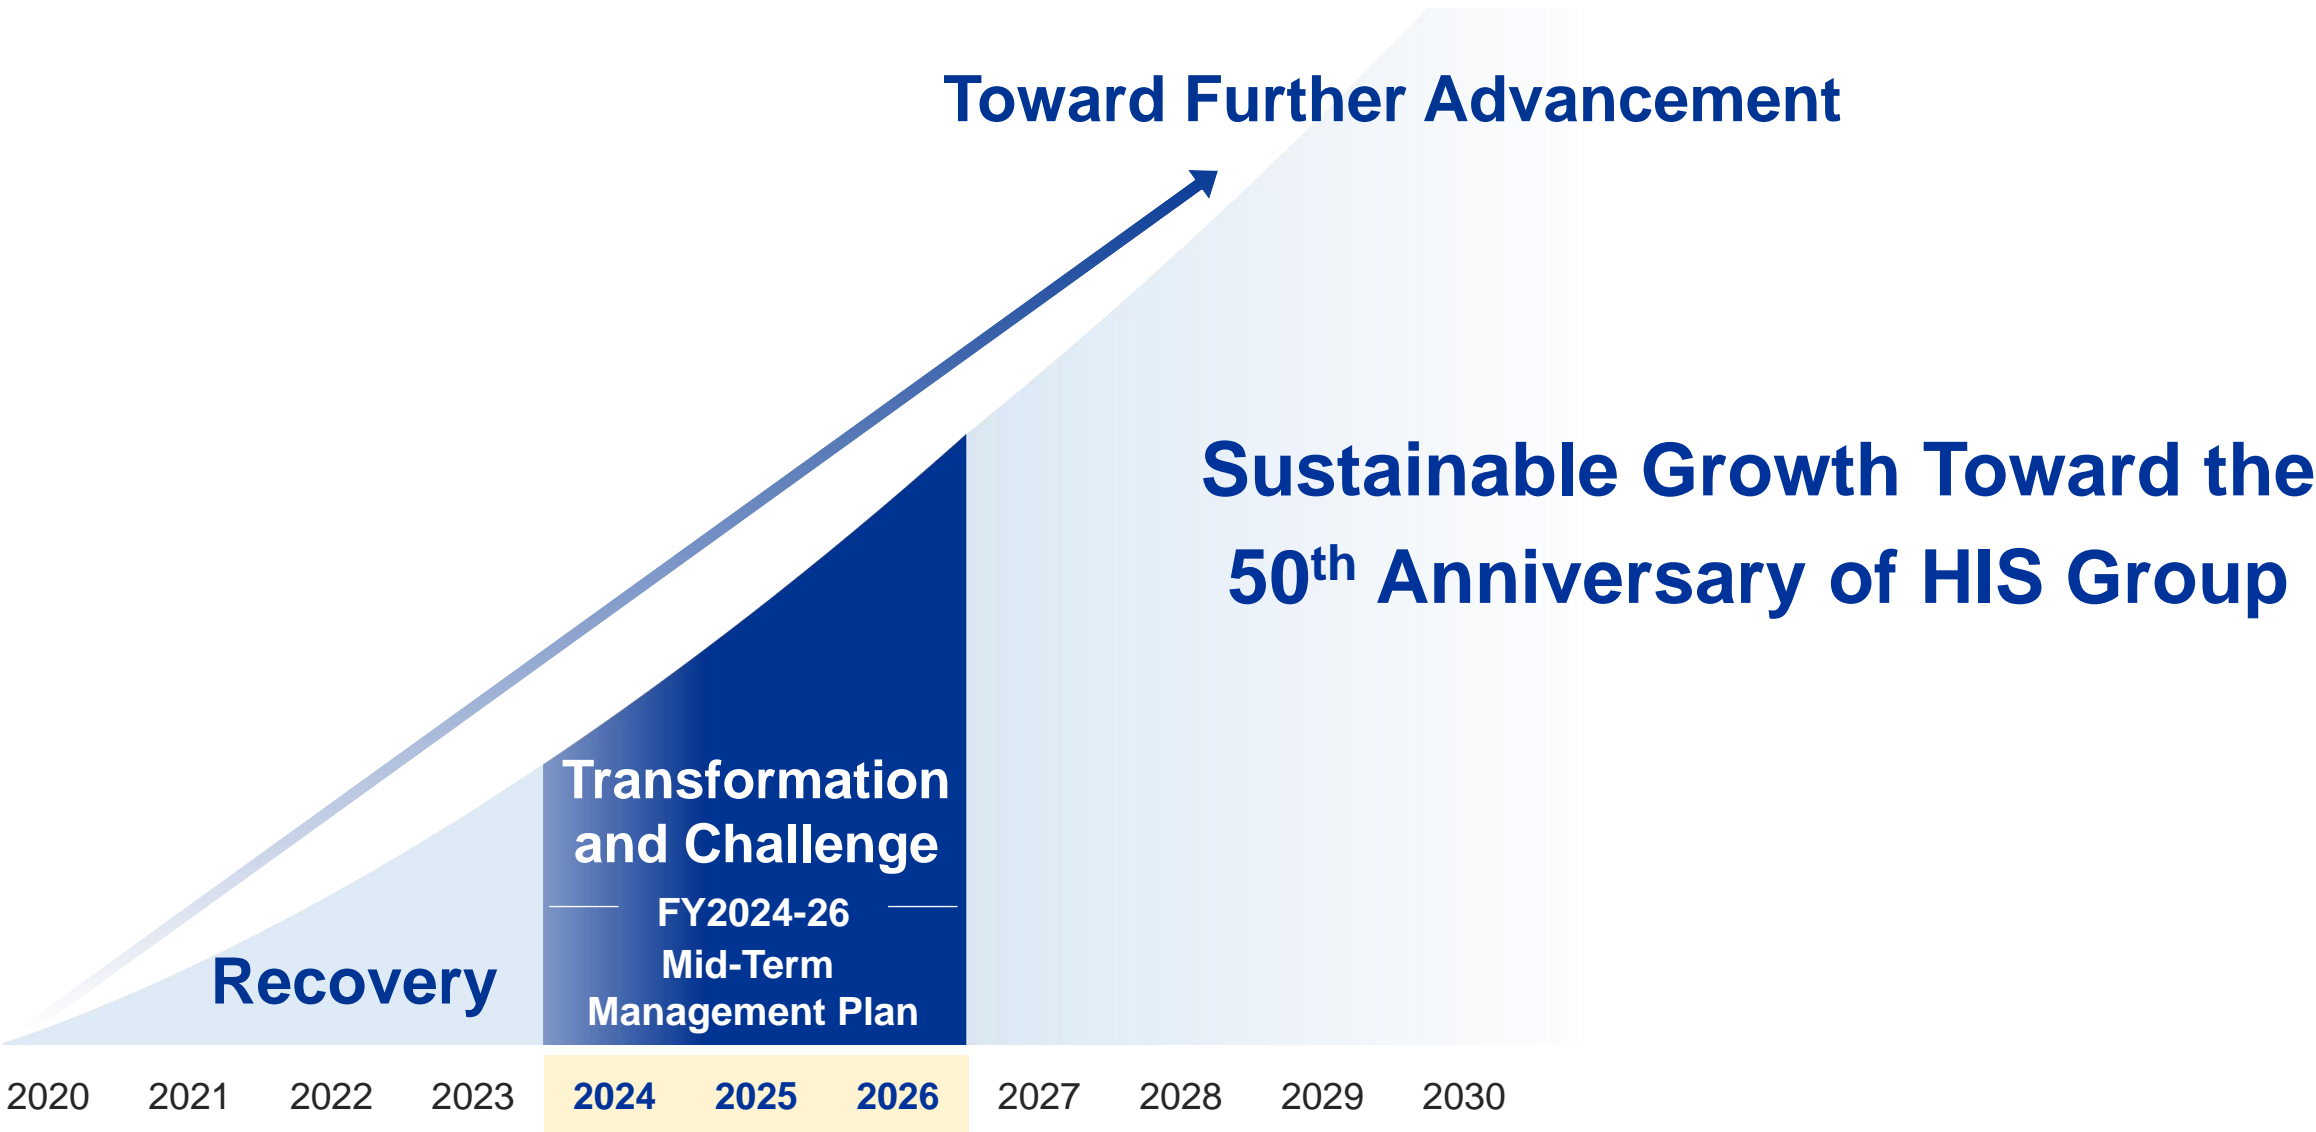 Toward Further Advancement
Sustainable Growth Toward the
50th Anniversary of HIS Group
Transformation
and Challenge
FY2024-26
Mid-Term
Management Plan
Recovery
2020 2021 2022 2023 2024 2025 2026 2027 2028 2029 2030